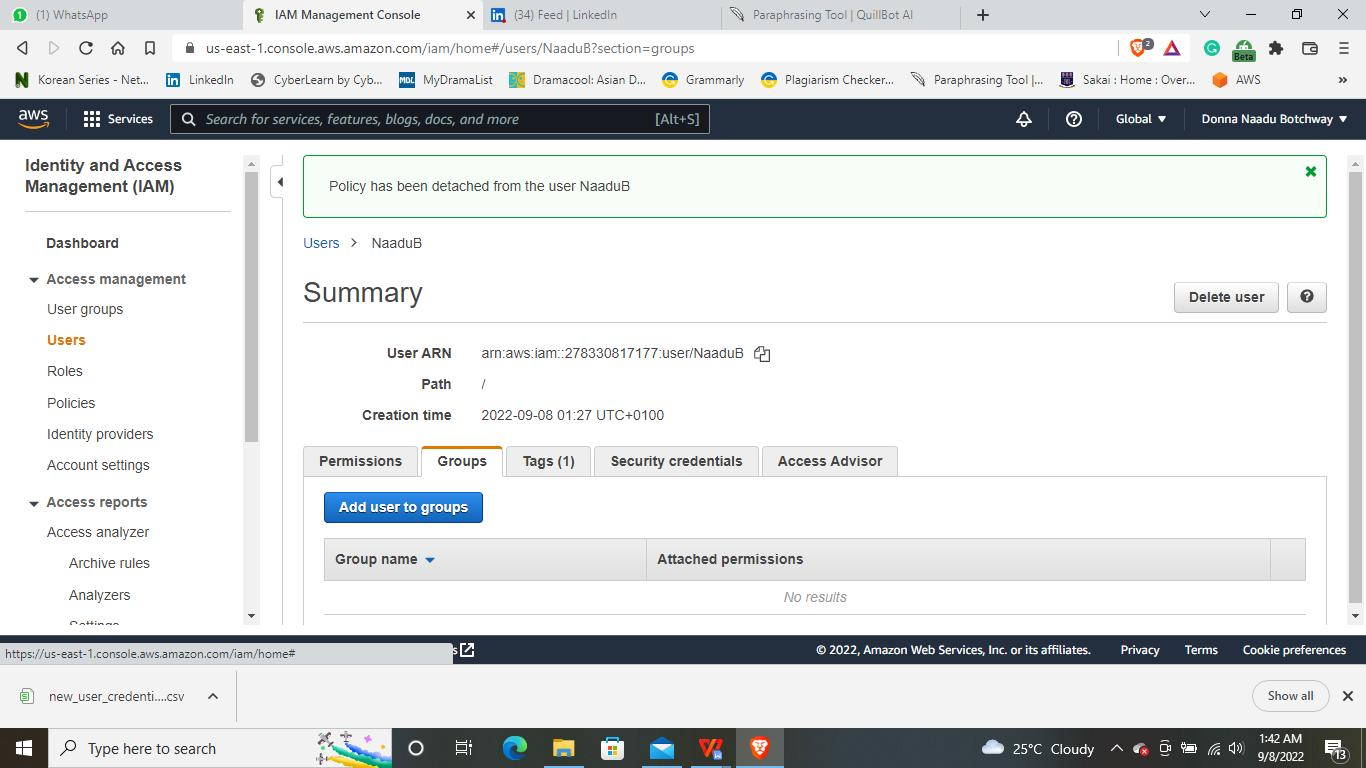 (1) WhatsApp
IAM Management Console
(34) Feed | LinkedIn
Paraphrasing Tool | QuillBot AI
us-east-1.console.aws.amazon.com/iam/home#/users/NaaduB?section=groups
2
Beta
Korean Series - Net...
LinkedIn
CyberLearn by Cyb...
MDL MyDramaList
Dramacool: Asian D...
Grammarly
Plagiarism Checker...
Paraphrasing Tool |...
Sakai : Home : Over...
AWS
»
aws
Services
Search for services, features, blogs, docs, and more [Alt+S]
Global
Donna Naadu Botchway
Identity and Access
Management (IAM)
Dashboard
Access management
User groups
Users
Roles
Policies
Identity providers
Account settings
Access reports
Access analyzer
Archive rules
Analyzers
Settings
Policy has been detached from the user NaaduB
Users > NaaduB
Summary
Delete user
User ARN arn:aws:iam::278330817177:user/NaaduB
Path /
Creation time 2022-09-08 01:27 UTC+0100
Permissions Groups Tags (1) Security credentials Access Advisor
Add user to groups
Group name Attached permissions
No results
https://us-east-1.console.aws.amazon.com/iam/home#
s
© 2022, Amazon Web Services, Inc. or its affiliates. Privacy Terms Cookie preferences
new_user_credenti....csv
Show all
Type here to search
25°C Cloudy
1:42 AM
9/8/2022
13